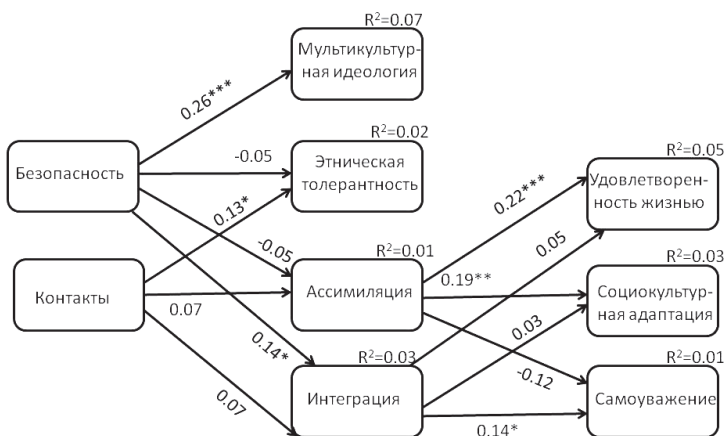 R²=0.07
Мультикультур-
ная идеология
0.26***
R²=0.02
Безопасность
-0.05
Этническая
толерантность
R²=0.05
Удовлетворен-
ность жизнью
0.13*
0.22***
-0.05
R²=0.01
0.05
R²=0.03
Контакты
0.07
Ассимиляция
0.19**
Социокультур-
ная адаптация
0.14*
R²=0.03
0.03
R²=0.01
0.07
Интеграция
-0.12
Самоуважение
0.14*